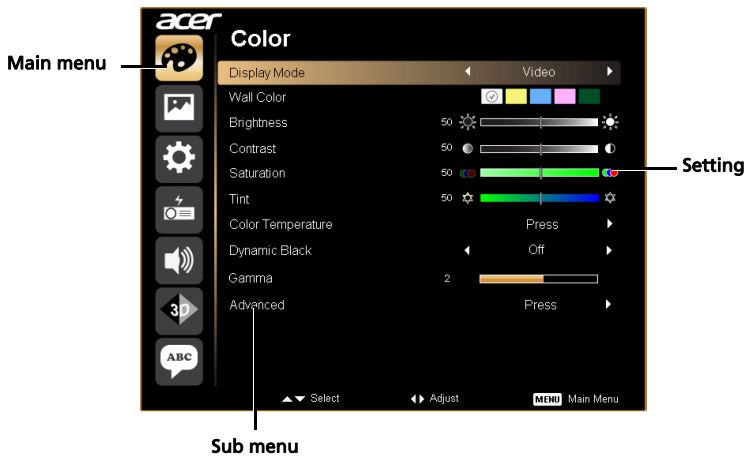 acer
Color
Main menu
Display Mode Video
Wall Color
Brightness 50
Contrast 50
Saturation 50
Setting
Tint 50
Color Temperature Press
Dynamic Black Off
Gamma 2
3D
Advanced Press
ABC
Select Adjust MENU Main Menu
Sub menu